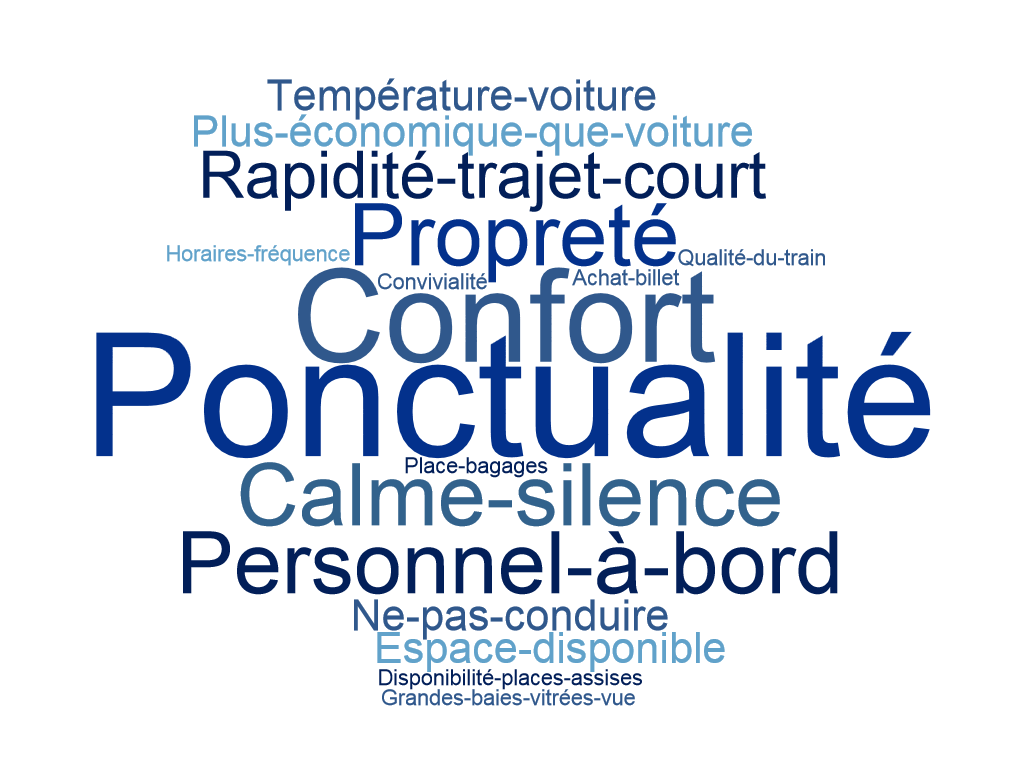 Température-voiture
Plus-économique-que-voiture
Rapidité-trajet-court
Propreté
Horaires-fréquence
Qualité-du-train
Convivialité
Achat-billet
Confort
Ponctualité
Place-bagages
Calme-silence
Personnel-à-bord
Ne-pas-conduire
Espace-disponible
Disponibilité-places-assises
Grandes-baies-vitrées-vue